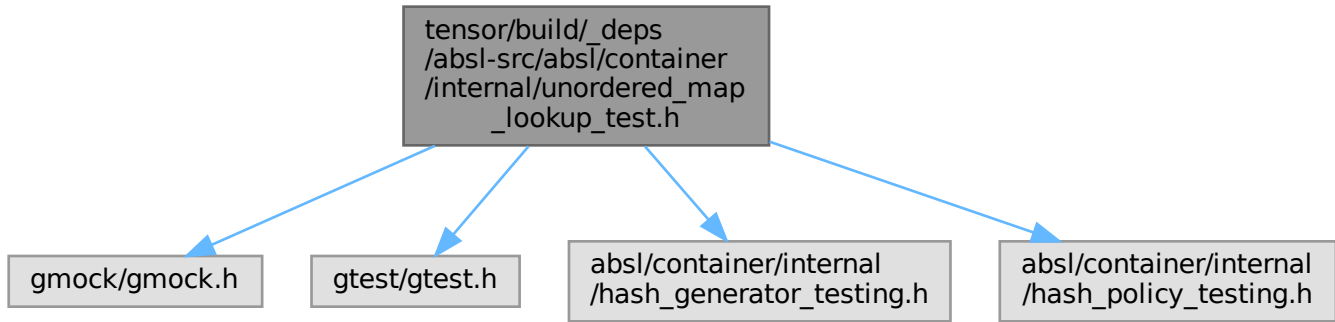 tensor/build/_deps
/absl-src/absl/container
/internal/unordered_map
_lookup_test.h
gmock/gmock.h
gtest/gtest.h
absl/container/internal
/hash_generator_testing.h
absl/container/internal
/hash_policy_testing.h